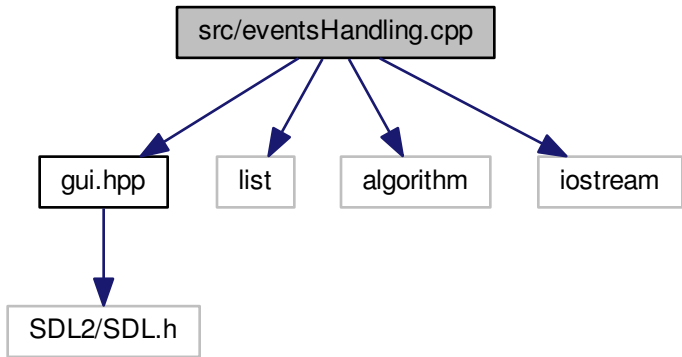 src/eventsHandling.cpp
gui.hpp
list
algorithm
iostream
SDL2/SDL.h